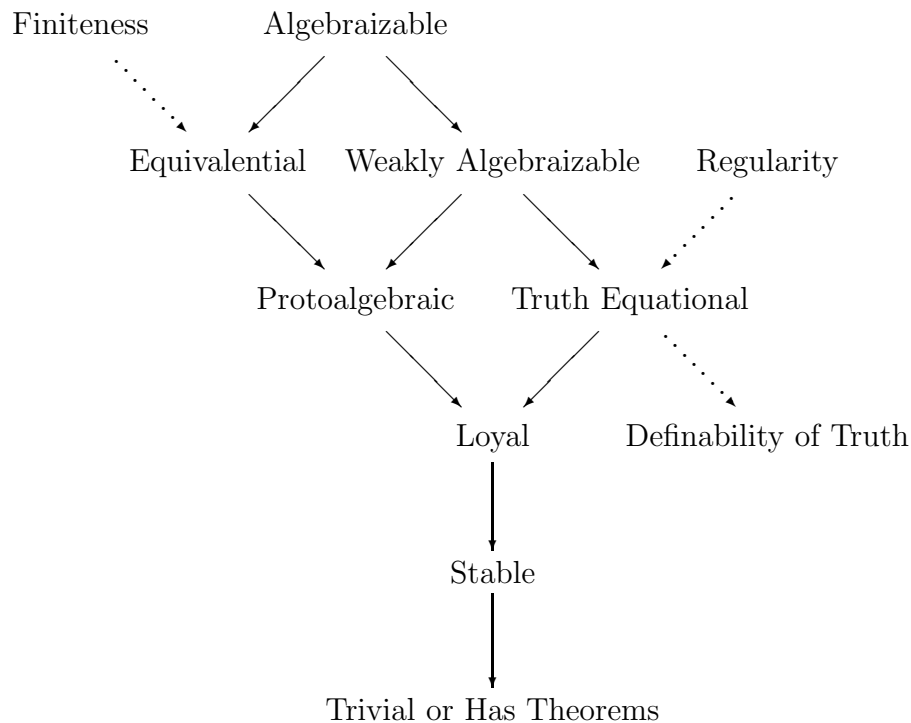 Finiteness
Algebraizable
Equivalential
Weakly Algebraizable
Regularity
Protoalgebraic
Truth Equational
Loyal
Definability of Truth
Stable
Trivial or Has Theorems